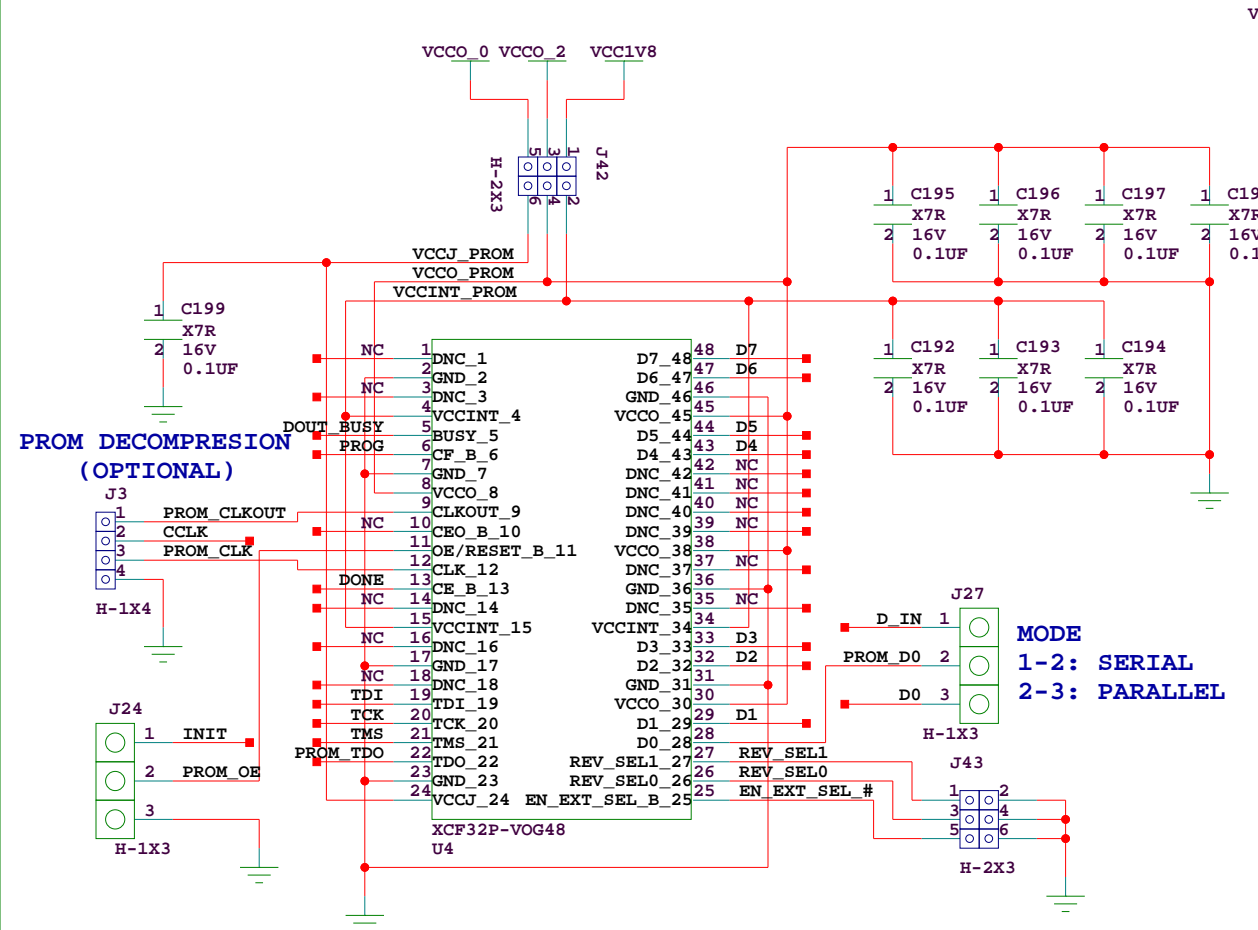 V
VCCO_0 VCCO_2 VCC1V8
5 3 1
J42
H-2X3
6 4 2
VCCJ_PROM
VCCO_PROM
VCCINT_PROM
1 C195
X7R
2 16V
0.1UF
1 C196
X7R
2 16V
0.1UF
1 C197
X7R
2 16V
0.1UF
1 C19
X7R
2 16V
0.1
1 C199
X7R
2 16V
0.1UF
1 C192
X7R
2 16V
0.1UF
1 C193
X7R
2 16V
0.1UF
1 C194
X7R
2 16V
0.1UF
PROM DECOMPRESION
(OPTIONAL)
J3
1 PROM_CLKOUT
2 CCLK
3 PROM_CLK
4
H-1X4
J24
1 INIT
2 PROM_OE
3
H-1X3
NC 1 DNC_1
2 GND_2
NC 3 DNC_3
4 VCCINT_4
DOUT_BUSY 5 BUSY_5
PROG 6 CF_B_6
7 GND_7
8 VCCO_8
9 CLKOUT_9
NC 10 CEO_B_10
11 OE/RESET_B_11
12 CLK_12
DONE 13 CE_B_13
NC 14 DNC_14
15 VCCINT_15
NC 16 DNC_16
17 GND_17
NC 18 DNC_18
TDI 19 TDI_19
TCK 20 TCK_20
TMS 21 TMS_21
PROM_TDO 22 TDO_22
23 GND_23
24 VCCJ_24
D7_48 48 D7
D6_47 47 D6
GND_46 46
VCCO_45 45
D5_44 44 D5
D4_43 43 D4
DNC_42 42 NC
DNC_41 41 NC
DNC_40 40 NC
DNC_39 39 NC
VCCO_38 38
DNC_37 37 NC
GND_36 36
DNC_35 35 NC
VCCINT_34 34
D3_33 33 D3
D2_32 32 D2
GND_31 31
VCCO_30 30
D1_29 29 D1
D0_28 28
REV_SEL1_27 27 REV_SEL1
REV_SEL0_26 26 REV_SEL0
EN_EXT_SEL_B_25 25 EN_EXT_SEL_#
XCF32P-VOG48
U4
J27
D_IN 1
PROM_D0 2
D0 3
H-1X3
MODE
1-2: SERIAL
2-3: PARALLEL
J43
1 2
3 4
5 6
H-2X3